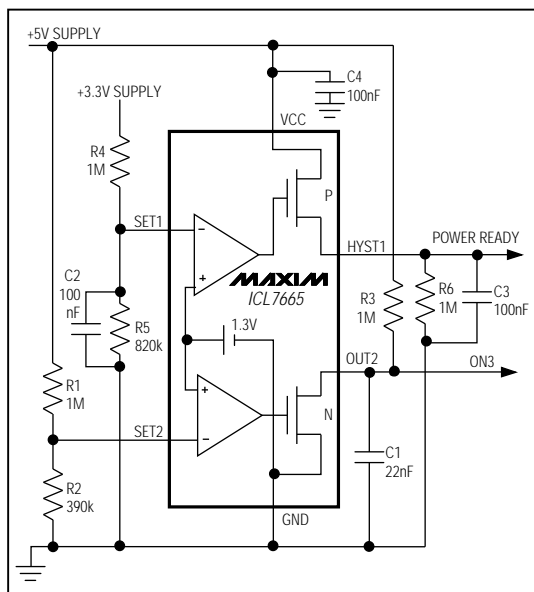 +5V SUPPLY
C4
100nF
+3.3V SUPPLY
VCC
R4
1M
P
SET1
–
HYST1
POWER READY
+
MAXIM
ICL7665
C2
100
nF
R5
820k
R3
1M
R6
1M
C3
100nF
1.3V
R1
1M
OUT2
ON3
+
N
SET2
–
C1
22nF
R2
390k
GND